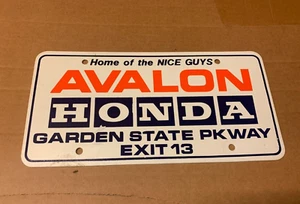 Home of the NICE GUYS
AVALON
HONDA
GARDEN STATE PKWAY
EXIT 13